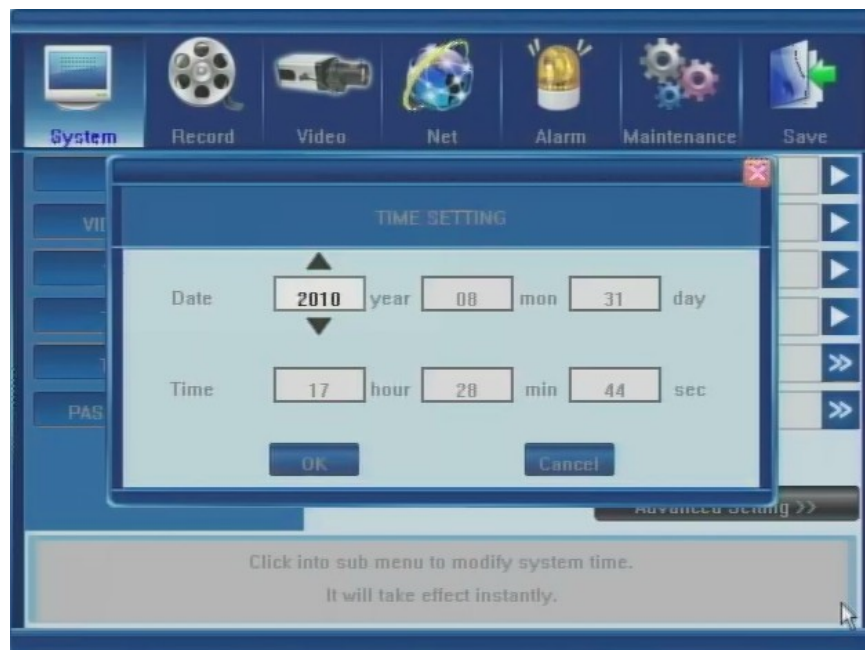 System Record Video Net Alarm Maintenance Save
TIME SETTING
Date 2010 year 08 mon 31 day
Time 17 hour 28 min 44 sec
OK Cancel
Advanced Setting >>
Click into sub menu to modify system time.
It will take effect instantly.